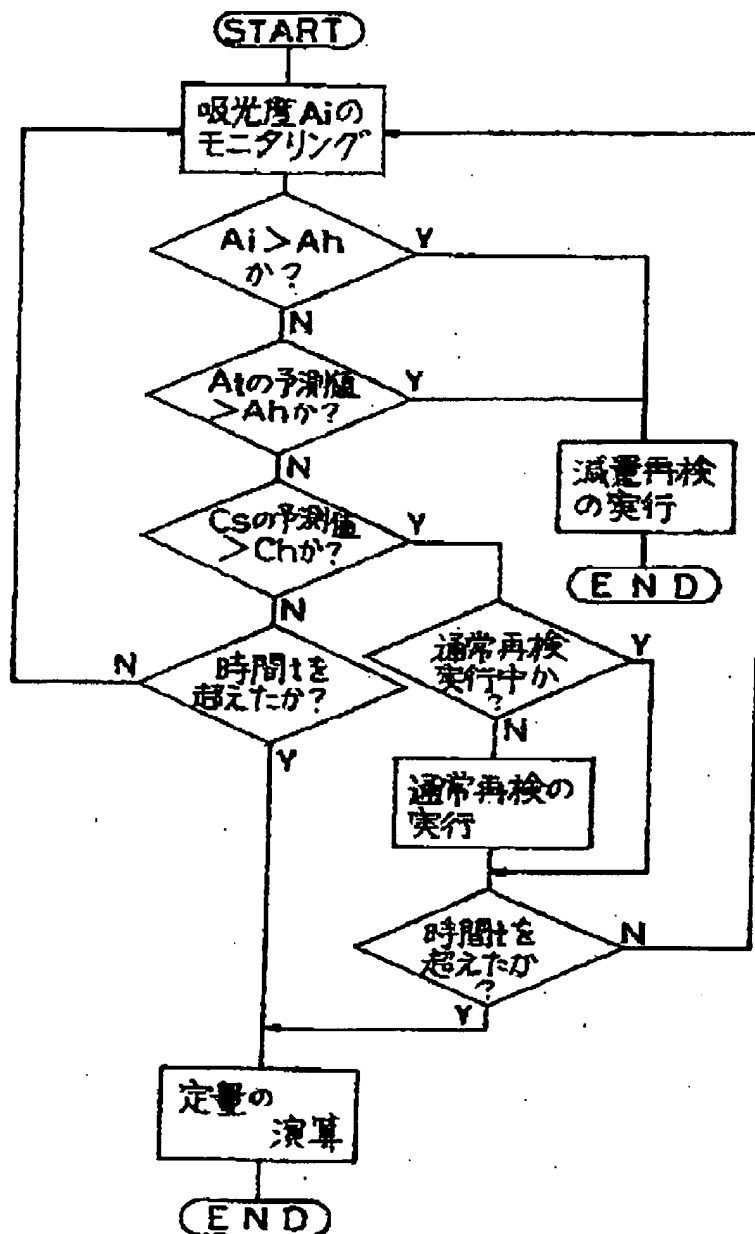 START
吸光度Aiの
モニタリング
Ai>Ah
か?
Y
N
Atの予測値
>Ahか?
Y
N
減量再検
の実行
END
Csの予測値
>Chか?
Y
N
時間tを
超えたか?
N
Y
通常再検
実行中か
?
Y
N
通常再検の
実行
時間tを
超えたか
?
N
Y
定量の
演算
END